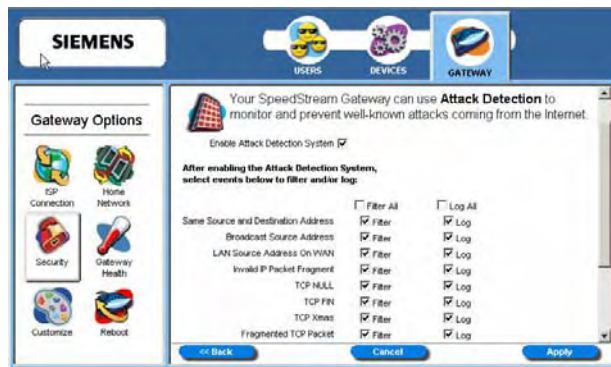 SIEMENS
USERS
DEVICES
GATEWAY
Gateway Options
ISP Connection
Home Network
Security
Gateway Health
Customize
Reboot
Your SpeedStream Gateway can use Attack Detection to
monitor and prevent well-known attacks coming from the Internet.
Enable Attack Detection System
After enabling the Attack Detection System,
select events below to filter and/or log:
Filter All Log All
Same Source and Destination Address Filter Log
Broadcast Source Address Filter Log
LAN Source Address On WAN Filter Log
Invalid IP Packet Fragment Filter Log
TCP NULL Filter Log
TCP FIN Filter Log
TCP Xmas Filter Log
Fragmented TCP Packet Filter Log
<< Back Cancel Apply